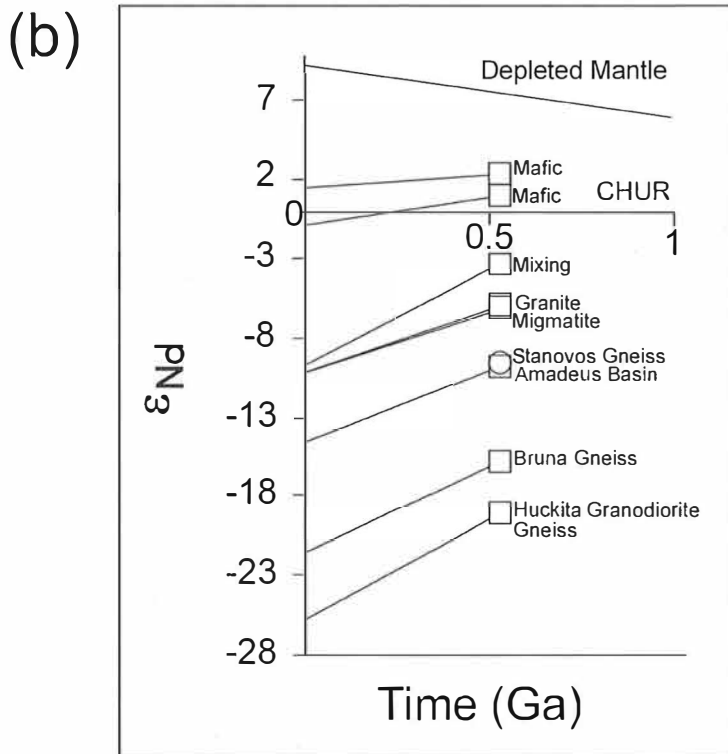 (b)
Depleted Mantle
7
Mafic
2
Mafic
CHUR
0
0.5
1
-3
Mixing
Granite
-8
Migmatite
Stanovos Gneiss
Amadeus Basin
εNd
-13
Bruna Gneiss
-18
Huckita Granodiorite
Gneiss
-23
-28
Time (Ga)